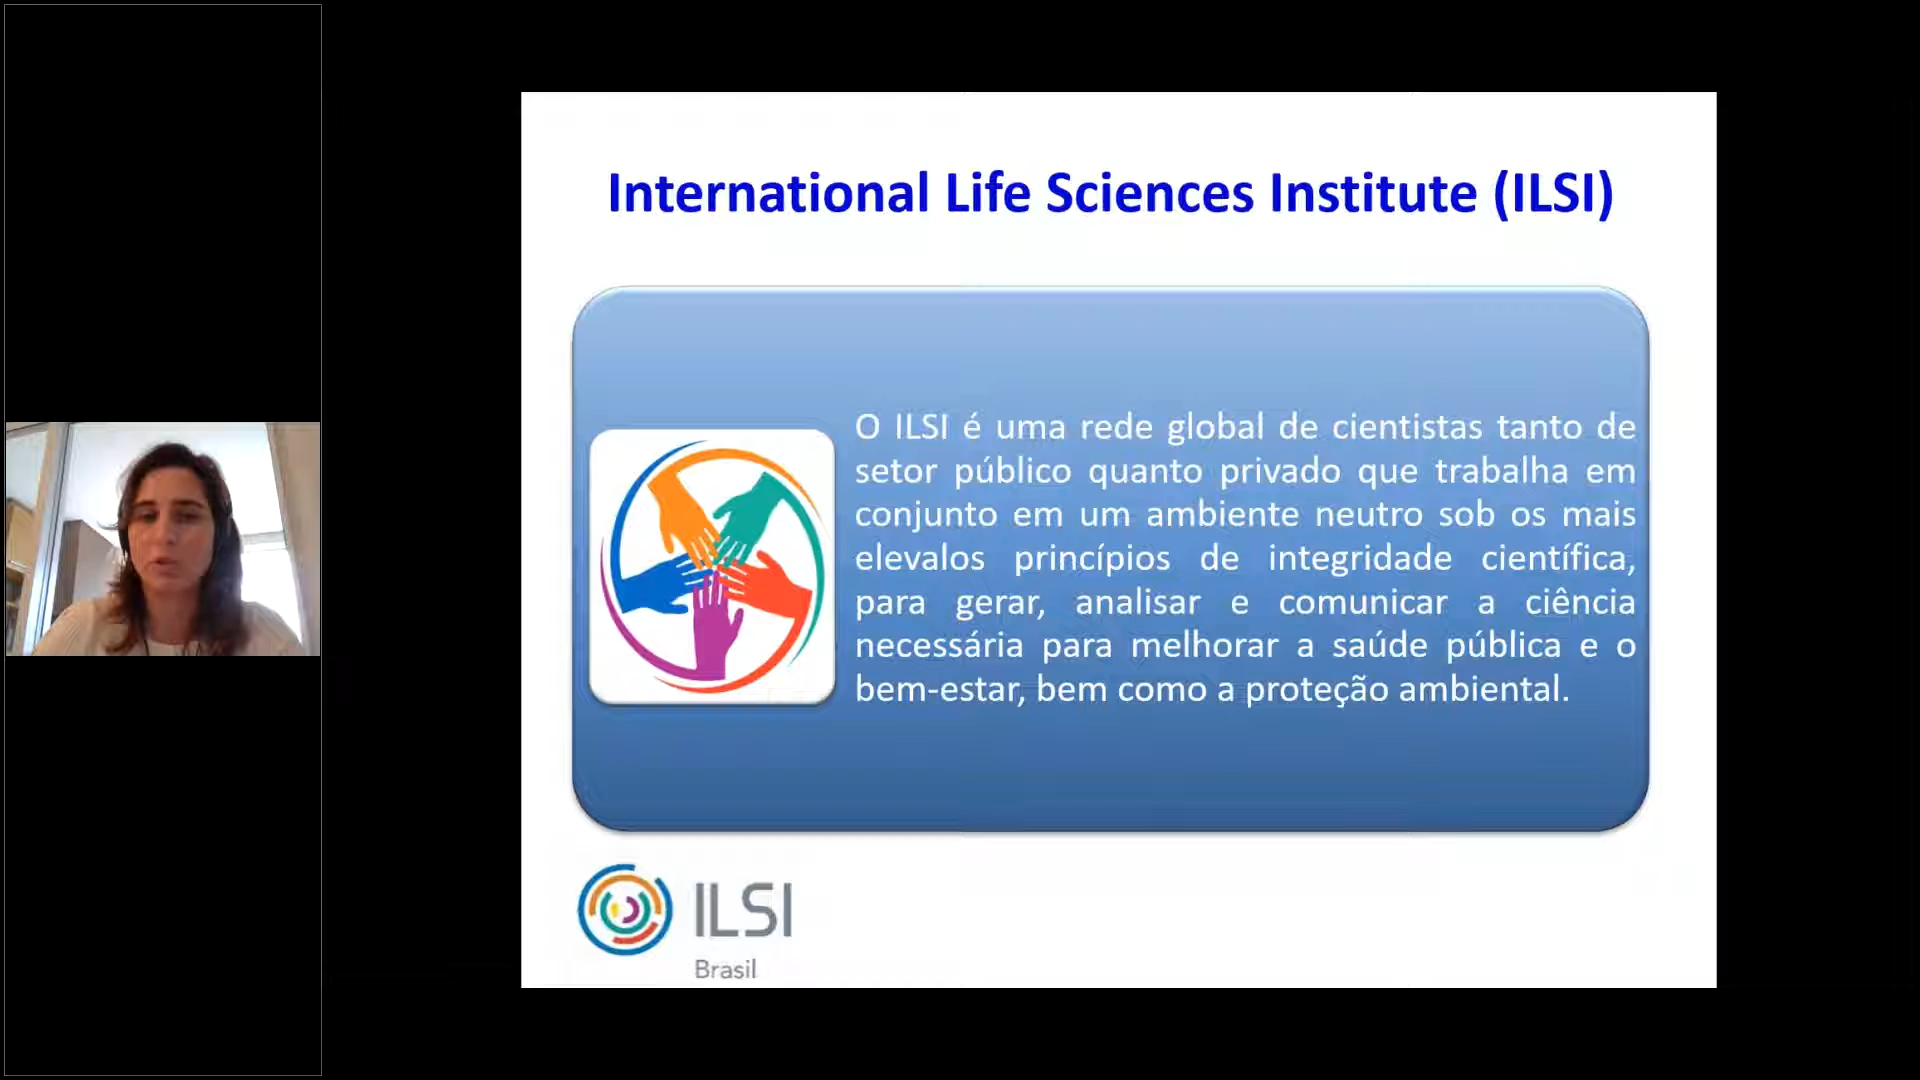 International Life Sciences Institute (ILSI)
O ILSI é uma rede global de cientistas tanto de
setor público quanto privado que trabalha em
conjunto em um ambiente neutro sob os mais
elevalos princípios de integridade científica,
para gerar, analisar e comunicar a ciência
necessária para melhorar a saúde pública e o
bem-estar, bem como a proteção ambiental.
ILSI
Brasil